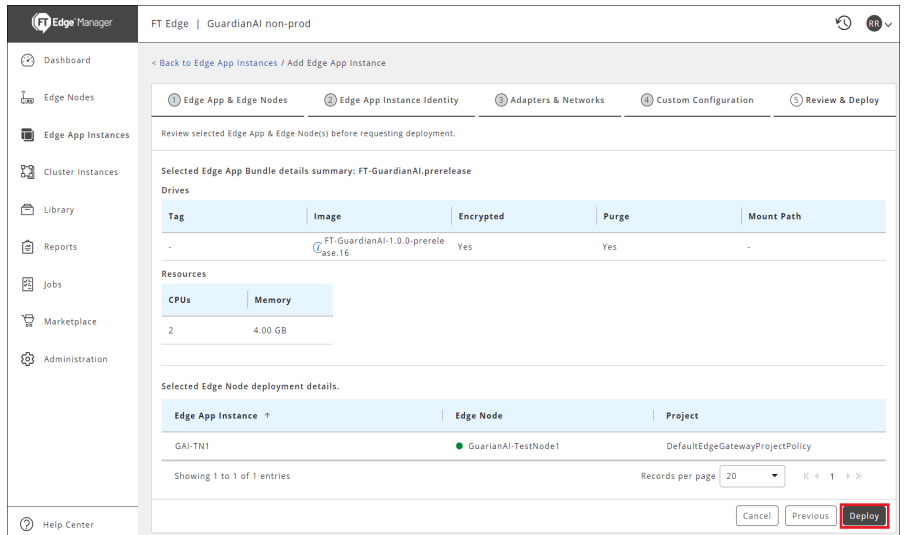 FT Edge Manager
FT Edge | GuardianAI non-prod
RR
Dashboard
Edge Nodes
Edge App Instances
Cluster Instances
Library
Reports
Jobs
Marketplace
Administration
Help Center
< Back to Edge App Instances / Add Edge App Instance
1 Edge App & Edge Nodes
2 Edge App Instance Identity
3 Adapters & Networks
4 Custom Configuration
5 Review & Deploy
Review selected Edge App & Edge Node(s) before requesting deployment.
Selected Edge App Bundle details summary: FT-GuardianAI.prerelease
Drives
Tag Image Encrypted Purge Mount Path
- i FT-GuardianAI-1.0.0-prerele Yes Yes -
ase.16
Resources
CPUs Memory
2 4.00 GB
Selected Edge Node deployment details.
Edge App Instance ↑ Edge Node Project
GAI-TN1 GuarianAI-TestNode1 DefaultEdgeGatewayProjectPolicy
Showing 1 to 1 of 1 entries Records per page 20 1
Cancel Previous Deploy